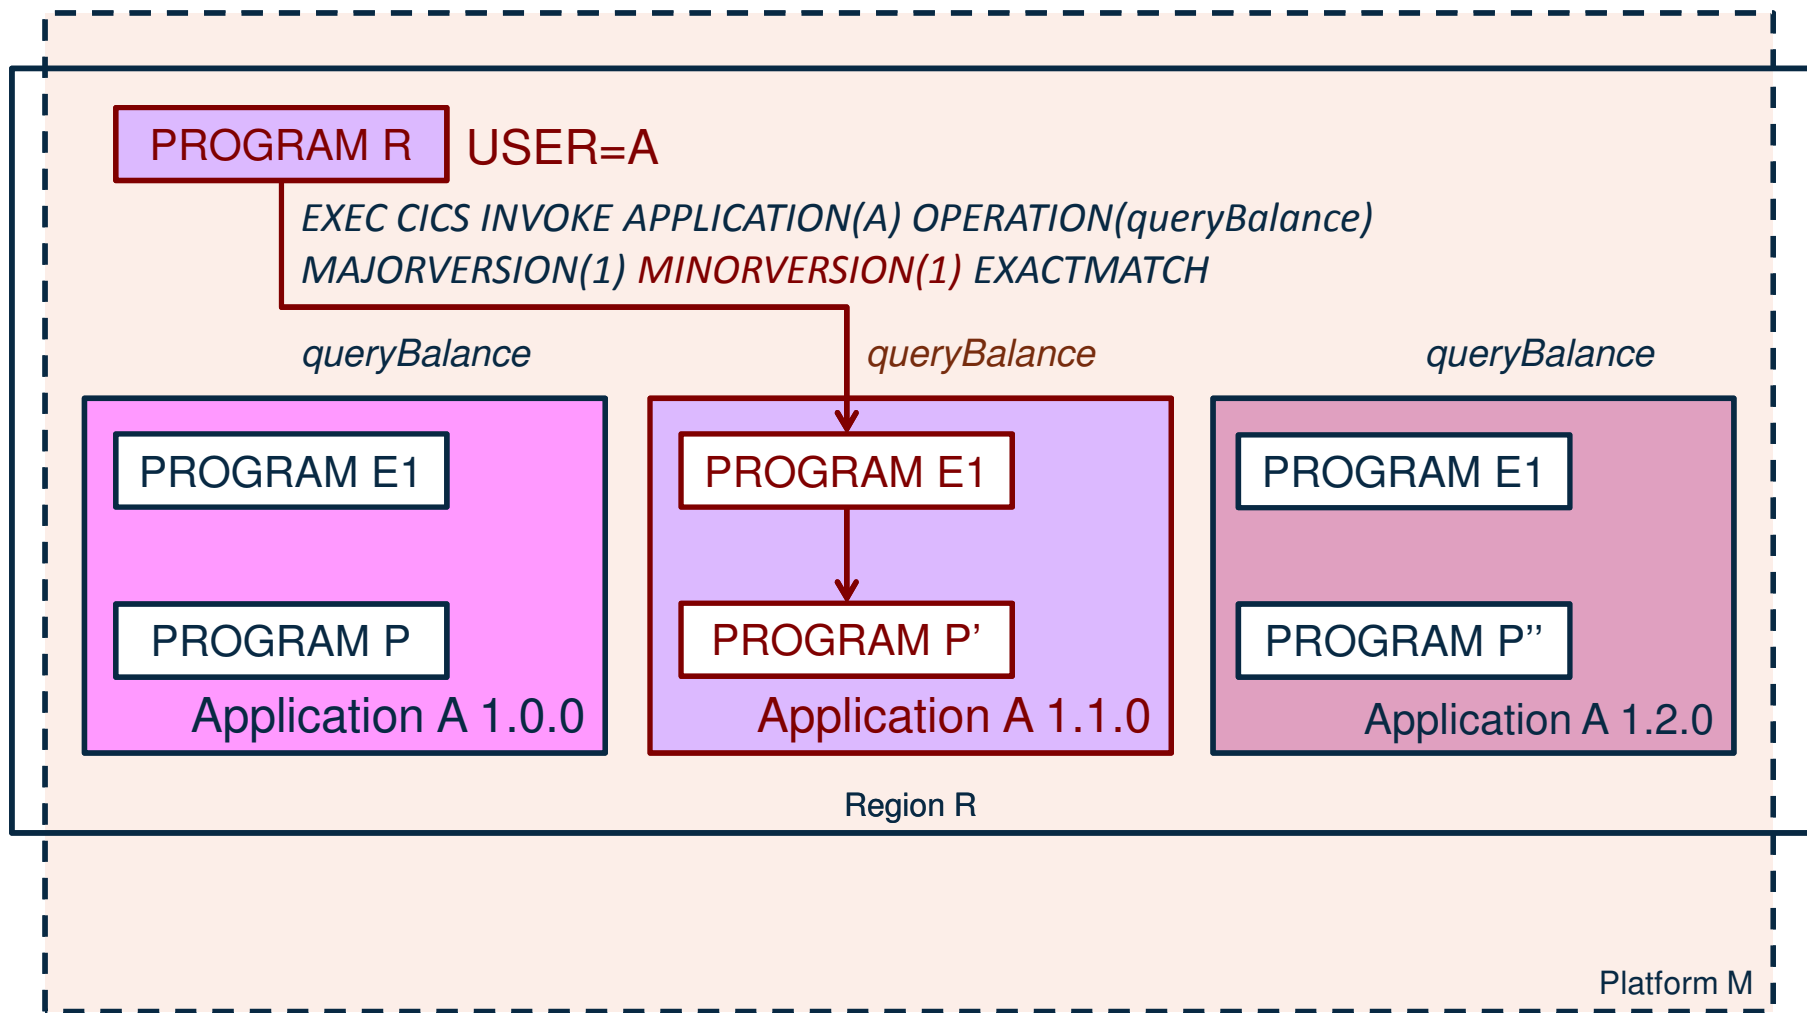 PROGRAM R
USER=A
EXEC CICS INVOKE APPLICATION(A) OPERATION(queryBalance)
MAJORVERSION(1) MINORVERSION(1) EXACTMATCH
queryBalance
queryBalance
queryBalance
PROGRAM E1
PROGRAM E1
PROGRAM E1
PROGRAM P
PROGRAM P’
PROGRAM P’’
Application A 1.0.0
Application A 1.1.0
Application A 1.2.0
Region R
Platform M